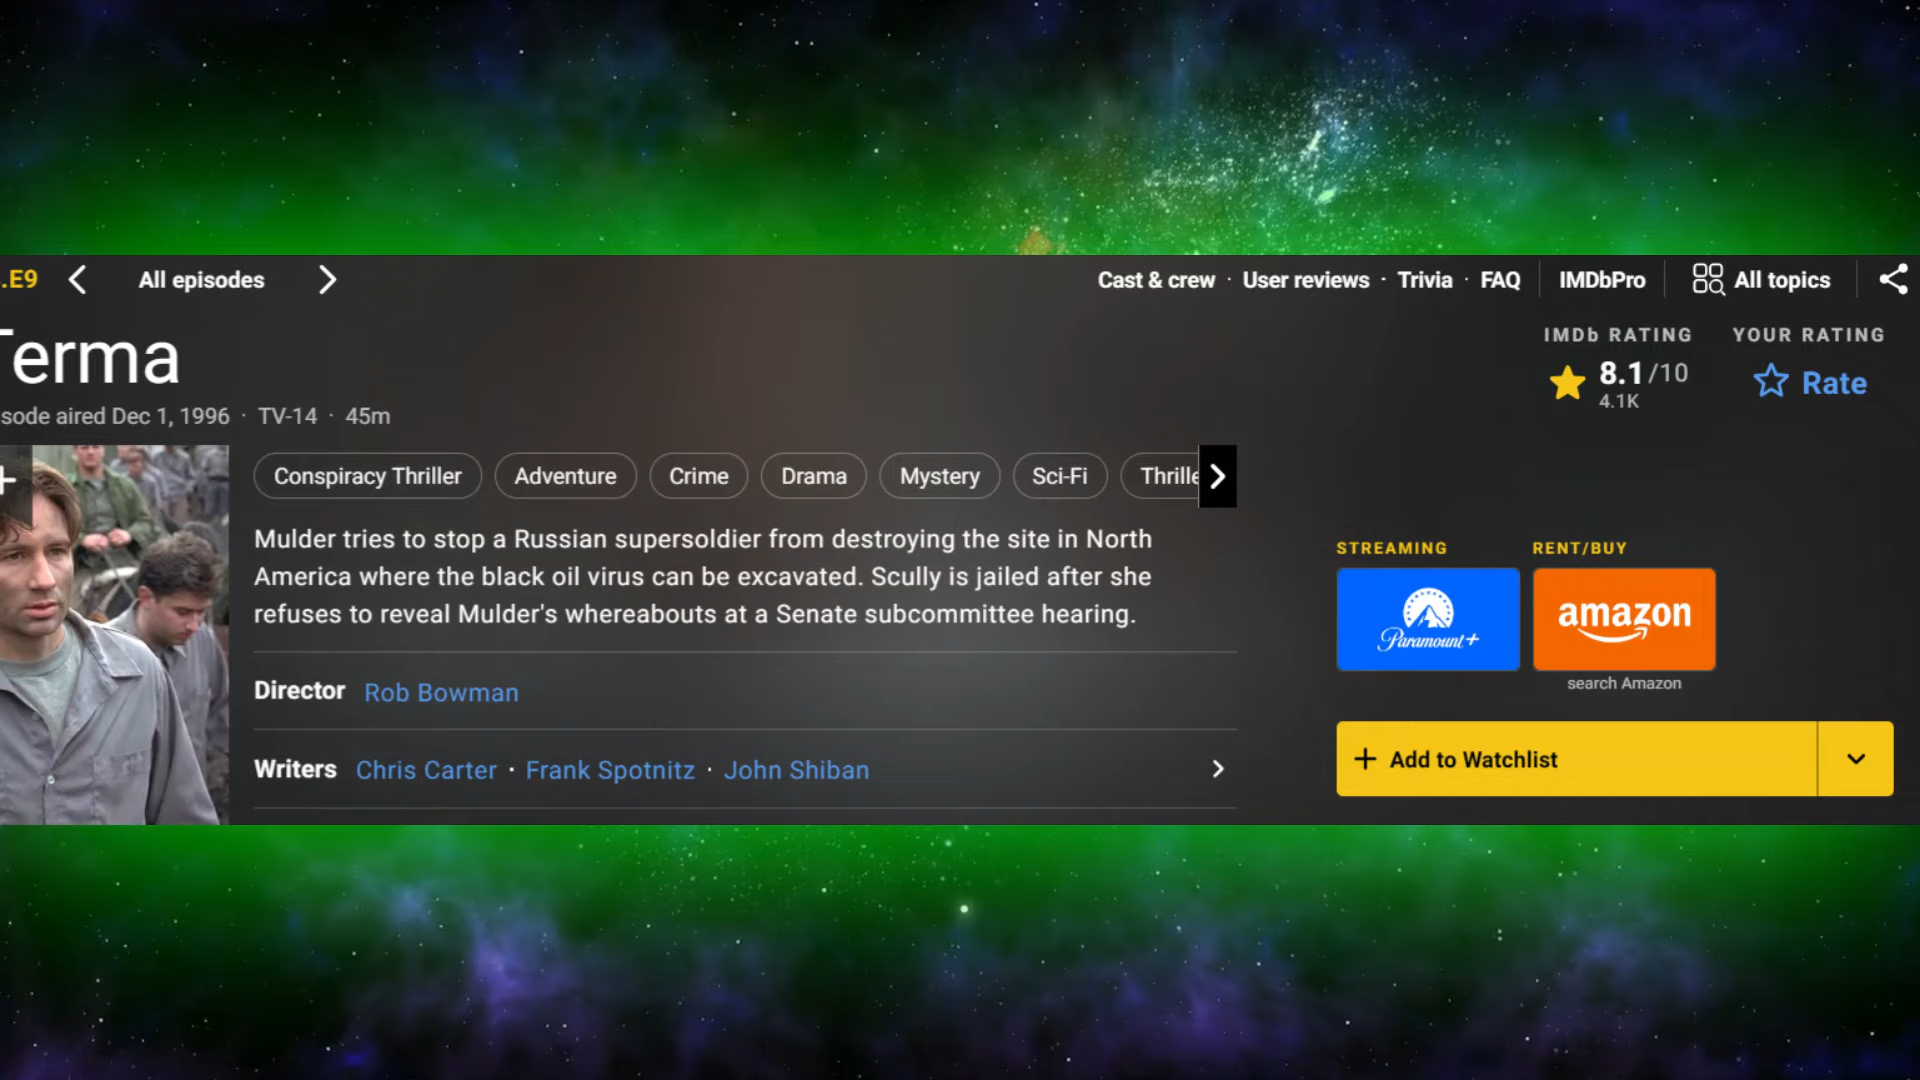 .E9 All episodes Cast & crew · User reviews · Trivia · FAQ IMDbPro All topics
Terma
IMDb RATING YOUR RATING
8.1/10 Rate
4.1K
sode aired Dec 1, 1996 · TV-14 · 45m
Conspiracy Thriller Adventure Crime Drama Mystery Sci-Fi Thrille
Mulder tries to stop a Russian supersoldier from destroying the site in North
America where the black oil virus can be excavated. Scully is jailed after she
refuses to reveal Mulder's whereabouts at a Senate subcommittee hearing.
Director Rob Bowman
Writers Chris Carter · Frank Spotnitz · John Shiban
STREAMING RENT/BUY
Paramount+ amazon
search Amazon
+ Add to Watchlist